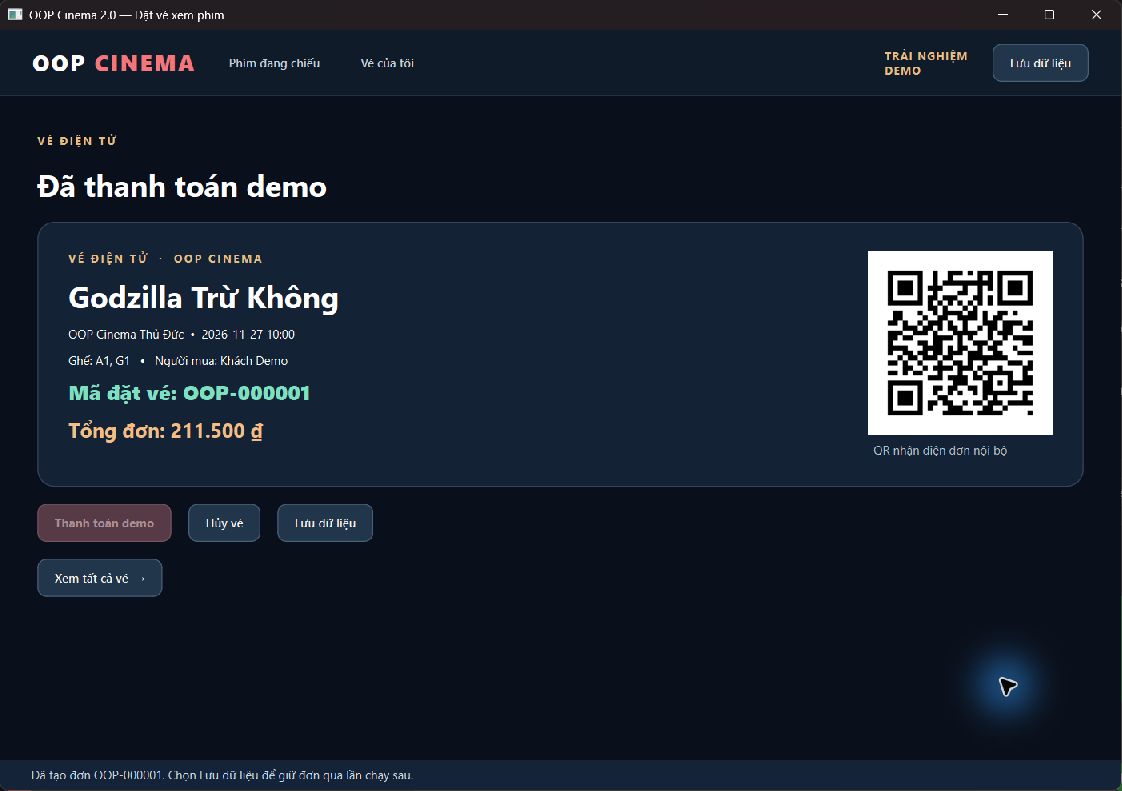 OOP Cinema 2.0 — Đặt vé xem phim
OOP CINEMA
Phim đang chiếu
Vé của tôi
TRẢI NGHIỆM
DEMO
Lưu dữ liệu
VÉ ĐIỆN TỬ
Đã thanh toán demo
VÉ ĐIỆN TỬ · OOP CINEMA
Godzilla Trừ Không
OOP Cinema Thủ Đức • 2026-11-27 10:00
Ghế: A1, G1 • Người mua: Khách Demo
Mã đặt vé: OOP-000001
Tổng đơn: 211.500 ₫
QR nhận diện đơn nội bộ
Thanh toán demo
Hủy vé
Lưu dữ liệu
Xem tất cả vé →
Đã tạo đơn OOP-000001. Chọn Lưu dữ liệu để giữ đơn qua lần chạy sau.